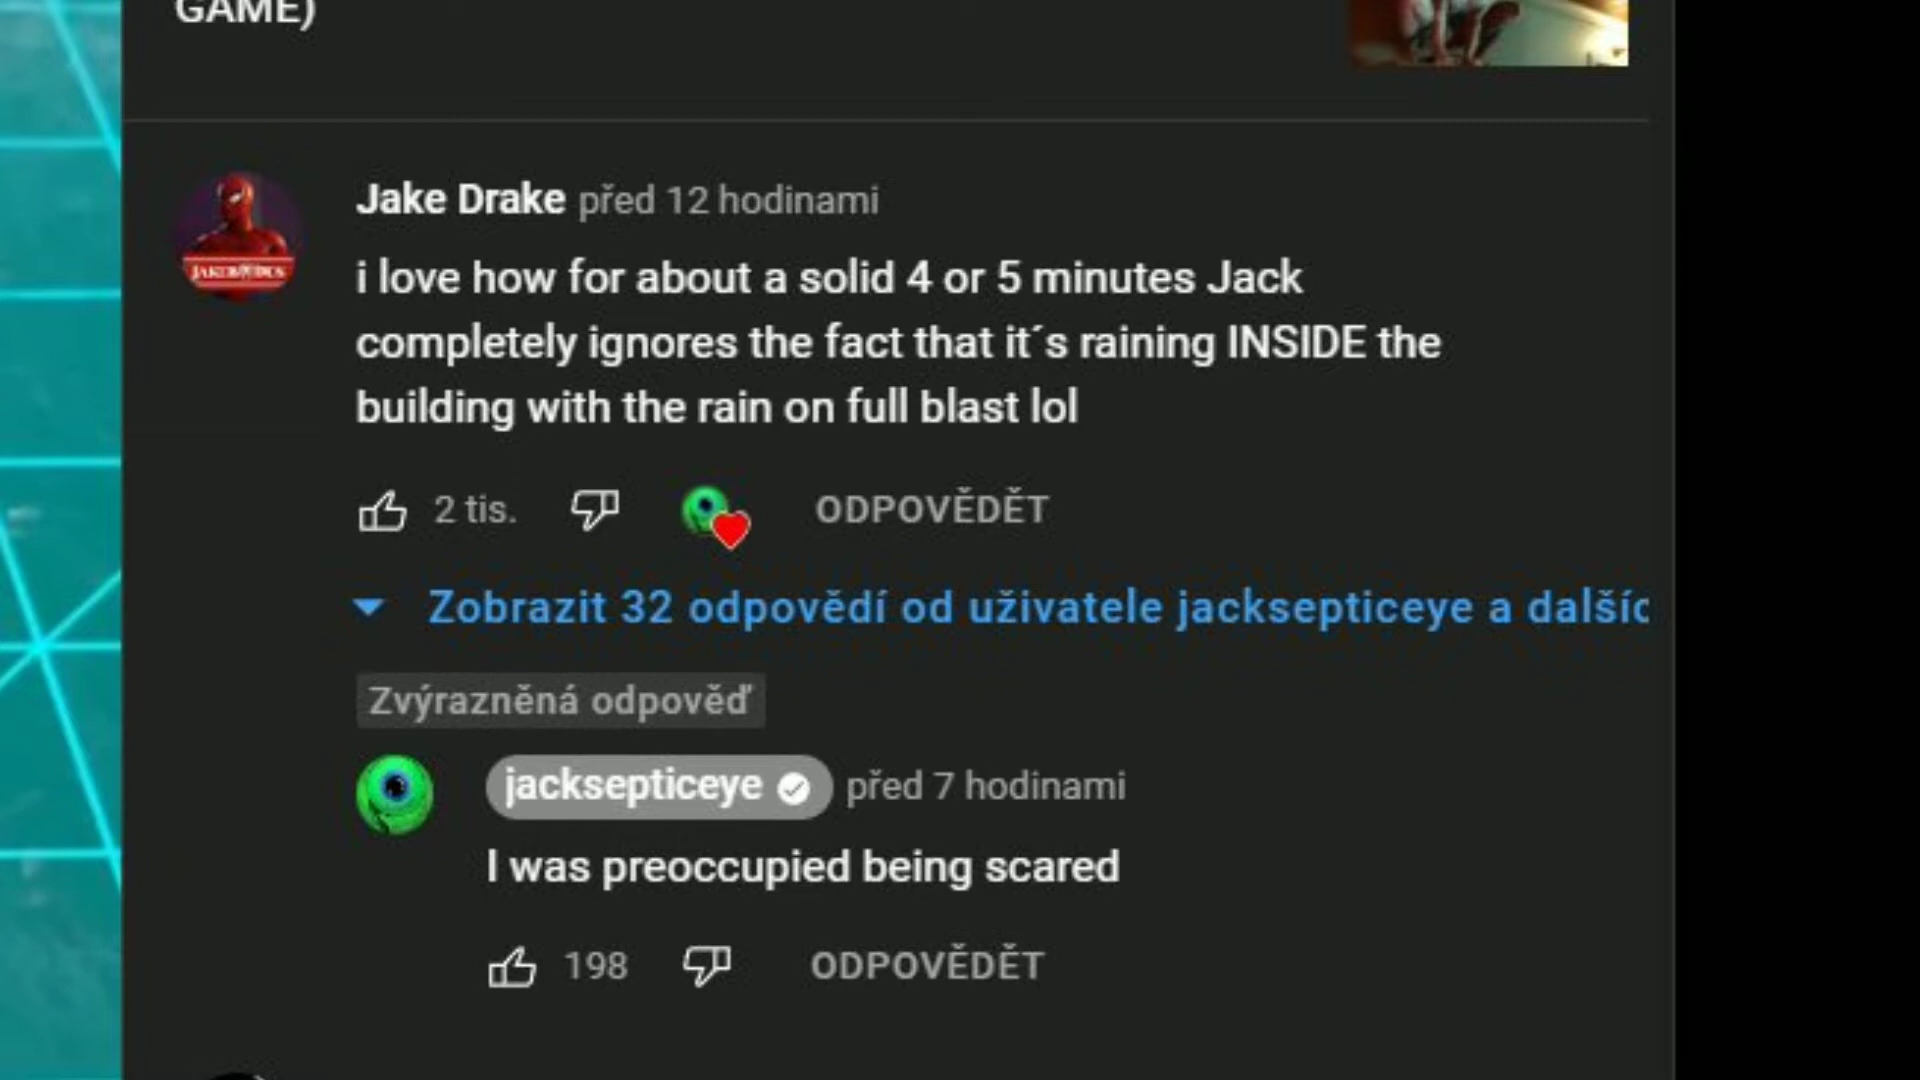 GAME)
Jake Drake před 12 hodinami
i love how for about a solid 4 or 5 minutes Jack
completely ignores the fact that it´s raining INSIDE the
building with the rain on full blast lol
2 tis. ODPOVĚDĚT
Zobrazit 32 odpovědí od uživatele jacksepticeye a dalšíc
Zvýrazněná odpověď
jacksepticeye před 7 hodinami
I was preoccupied being scared
198 ODPOVĚDĚT